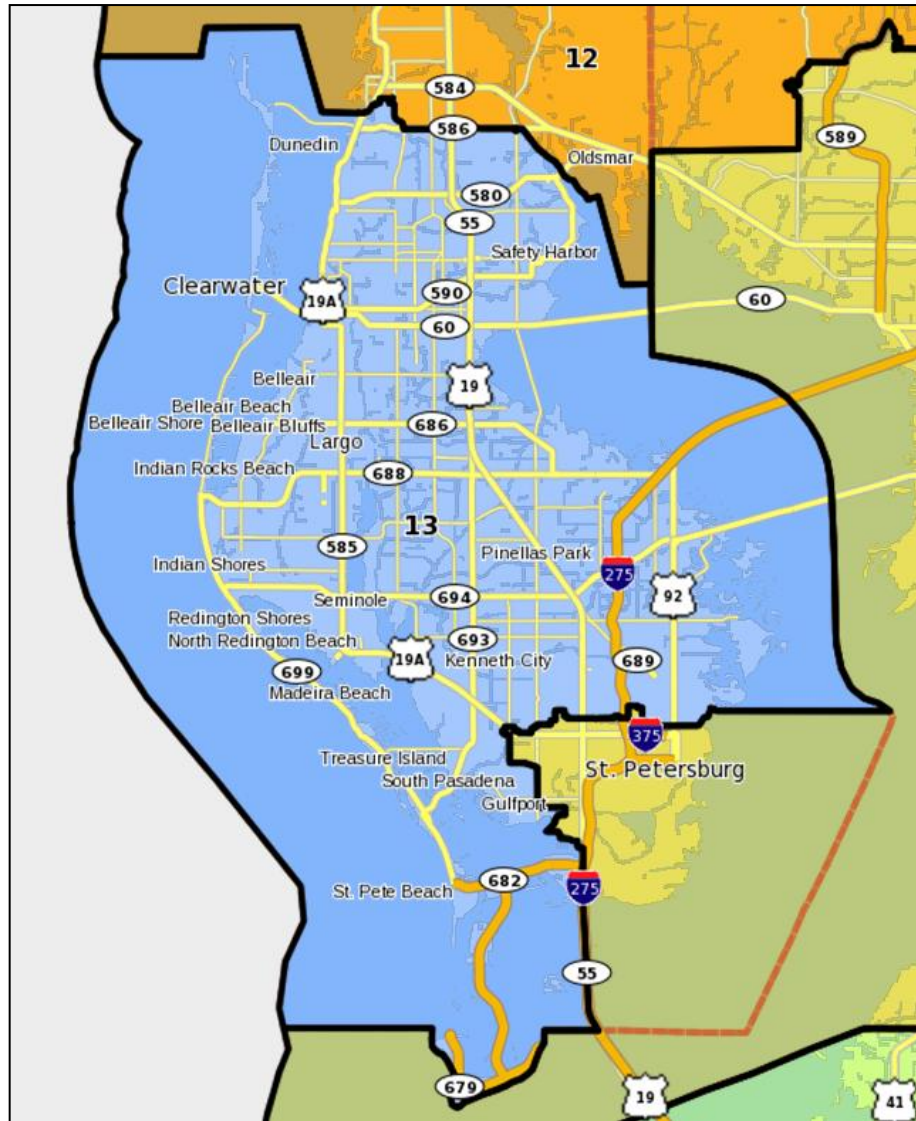 12
584
589
586
Dunedin
Oldsmar
580
55
Safety Harbor
Clearwater
590
19A
60
60
Belleair
19
Belleair Beach
Belleair Shore
Belleair Bluffs
686
Largo
Indian Rocks Beach
688
13
585
Pinellas Park
Indian Shores
275
Seminole
694
92
Redington Shores
North Redington Beach
693
19A
Kenneth City
689
699
Madeira Beach
375
Treasure Island
St. Petersburg
South Pasadena
Gulfport
682
St. Pete Beach
275
55
679
19
41